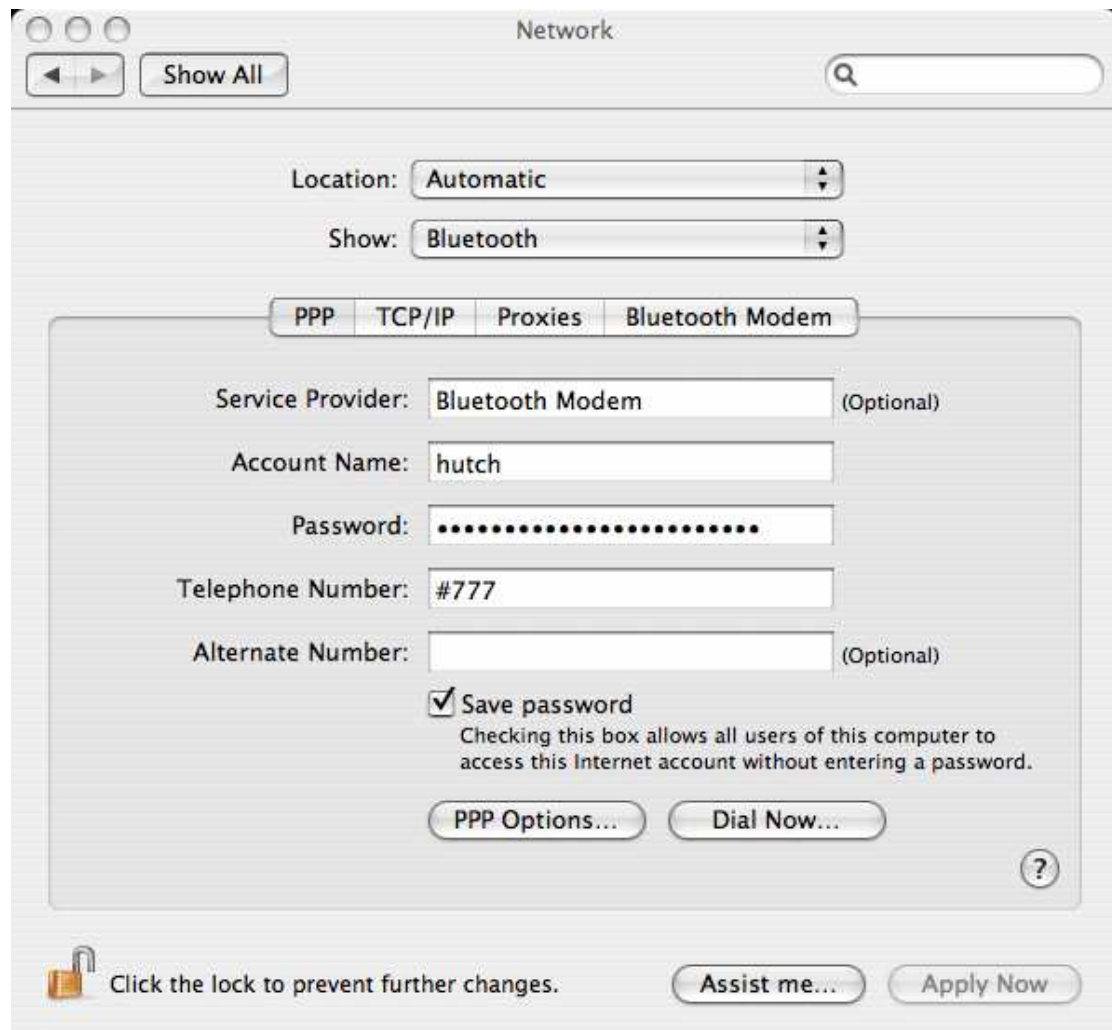 Network
Show All
Location: Automatic
Show: Bluetooth
PPP TCP/IP Proxies Bluetooth Modem
Service Provider: Bluetooth Modem (Optional)
Account Name: hutch
Password: ••••••••••••••••••••••••
Telephone Number: #777
Alternate Number: (Optional)
Save password
Checking this box allows all users of this computer to
access this Internet account without entering a password.
PPP Options... Dial Now...
?
Click the lock to prevent further changes. Assist me... Apply Now